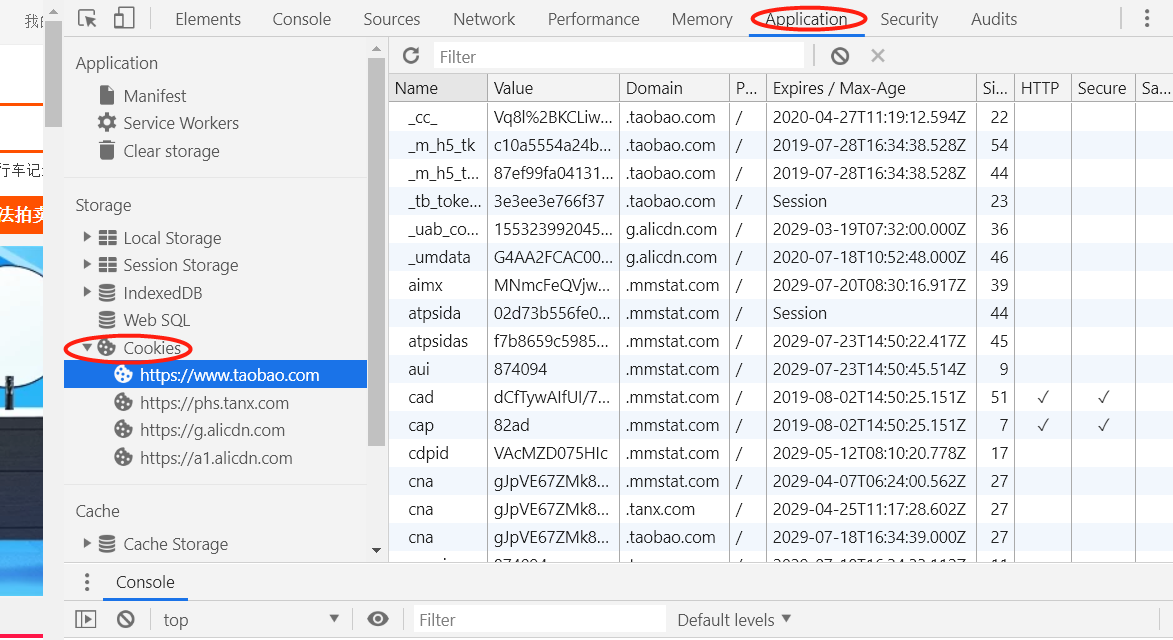 我的
Elements Console Sources Network Performance Memory Application Security Audits
Filter
Application
Manifest
Service Workers
Clear storage
Storage
Local Storage
Session Storage
IndexedDB
Web SQL
Cookies
https://www.taobao.com
https://phs.tanx.com
https://g.alicdn.com
https://a1.alicdn.com
Cache
Cache Storage
行车记
法拍卖
Name Value Domain P... Expires / Max-Age Si... HTTP Secure Sa...
_cc_ Vq8l%2BKCLiw... .taobao.com / 2020-04-27T11:19:12.594Z 22
_m_h5_tk c10a5554a24b... .taobao.com / 2019-07-28T16:34:38.528Z 54
_m_h5_t... 87ef99fa04131... .taobao.com / 2019-07-28T16:34:38.528Z 44
_tb_toke... 3e3ee3e766f37 .taobao.com / Session 23
_uab_co... 155323992045... g.alicdn.com / 2029-03-19T07:32:00.000Z 36
_umdata G4AA2FCAC00... g.alicdn.com / 2020-07-18T10:52:48.000Z 46
aimx MNmcFeQVjw... .mmstat.com / 2029-07-20T08:30:16.917Z 39
atpsida 02d73b556fe0... .mmstat.com / Session 44
atpsidas f7b8659c5985... .mmstat.com / 2029-07-23T14:50:22.417Z 45
aui 874094 .mmstat.com / 2029-07-23T14:50:45.514Z 9
cad dCfTywAIfUI/7... .mmstat.com / 2019-08-02T14:50:25.151Z 51 ✓ ✓
cap 82ad .mmstat.com / 2019-08-02T14:50:25.151Z 7 ✓ ✓
cdpid VAcMZD075HIc .mmstat.com / 2029-05-12T08:10:20.778Z 17
cna gJpVE67ZMk8... .mmstat.com / 2029-04-07T06:24:00.562Z 27
cna gJpVE67ZMk8... .tanx.com / 2029-04-25T11:17:28.602Z 27
cna gJpVE67ZMk8... .taobao.com / 2029-07-18T16:34:39.000Z 27
Console
top Filter Default levels